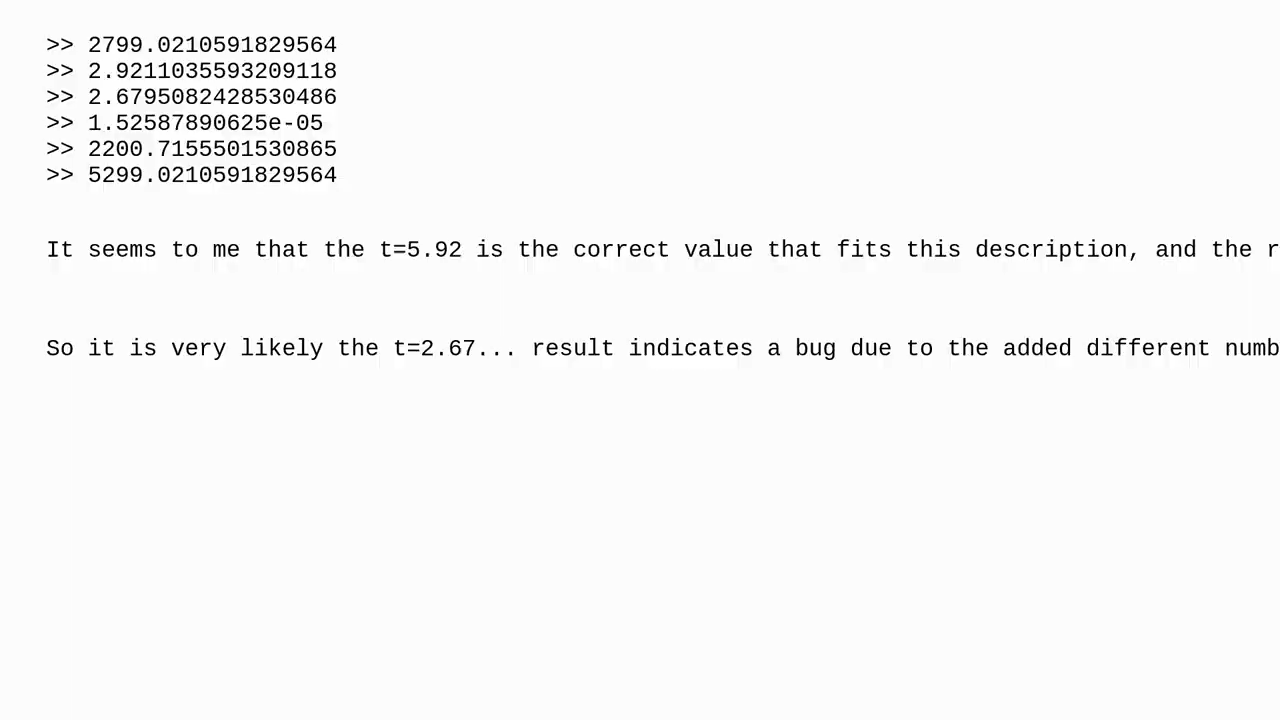 >> 2799.0210591829564
>> 2.9211035593209118
>> 2.6795082428530486
>> 1.52587890625e-05
>> 2200.7155501530865
>> 5299.0210591829564
It seems to me that the t=5.92 is the correct value that fits this description, and the
So it is very likely the t=2.67... result indicates a bug due to the added different